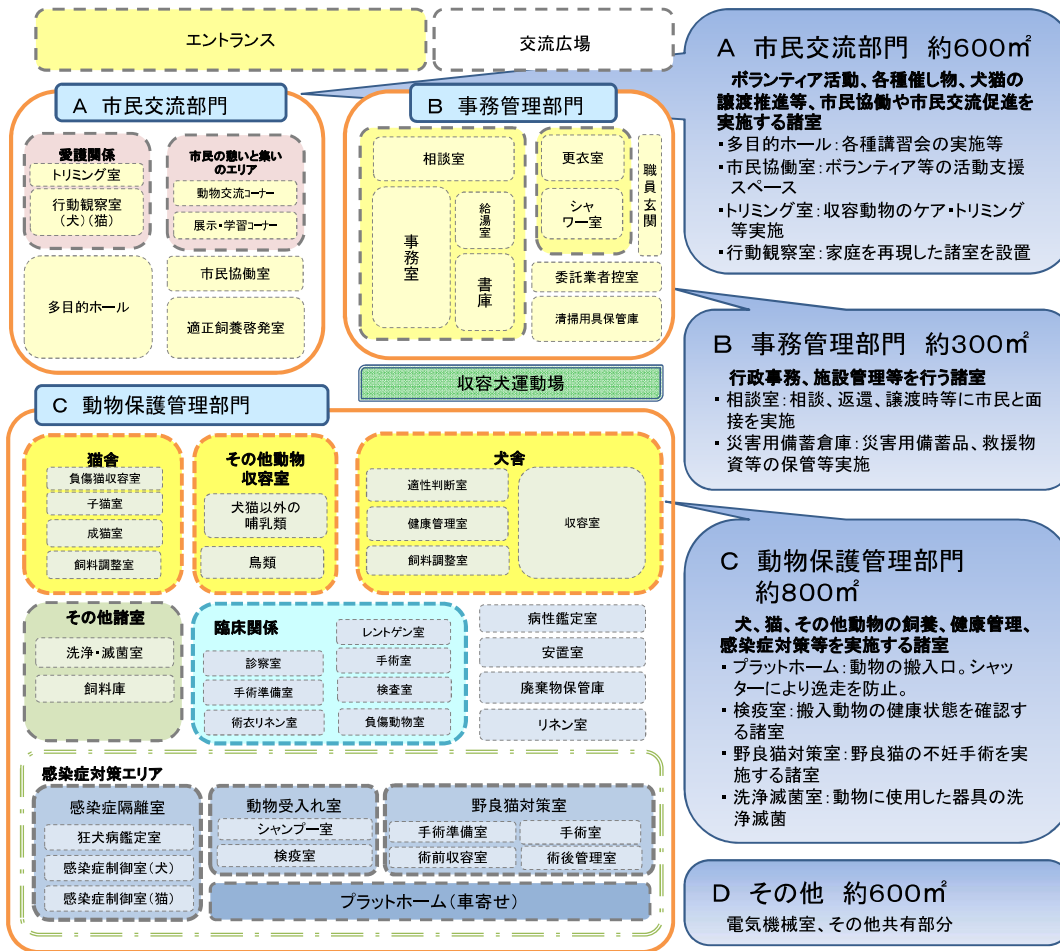 エントランス
交流広場
A 市民交流部門
愛護関係
トリミング室
行動観察室
(犬)(猫)
市民の憩いと集い
のエリア
動物交流コーナー
展示・学習コーナー
多目的ホール
市民協働室
適正飼養啓発室
B 事務管理部門
相談室
事務室
給湯室
書庫
更衣室
シャ
ワー室
職員玄関
委託業者控室
清掃用具保管庫
収容犬運動場
C 動物保護管理部門
猫舎
負傷猫収容室
子猫室
成猫室
飼料調整室
その他動物
収容室
犬猫以外の
哺乳類
鳥類
犬舎
適性判断室
健康管理室
飼料調整室
収容室
その他諸室
洗浄・滅菌室
飼料庫
臨床関係
診察室
手術準備室
術衣リネン室
レントゲン室
手術室
検査室
負傷動物室
病性鑑定室
安置室
廃棄物保管庫
リネン室
感染症対策エリア
感染症隔離室
狂犬病鑑定室
感染症制御室(犬)
感染症制御室(猫)
動物受入れ室
シャンプー室
検疫室
野良猫対策室
手術準備室
手術室
術前収容室
術後管理室
プラットホーム(車寄せ)
A 市民交流部門 約600㎡
ボランティア活動、各種催し物、犬猫の
譲渡推進等、市民協働や市民交流促進を
実施する諸室
・多目的ホール:各種講習会の実施等
・市民協働室:ボランティア等の活動支援
スペース
・トリミング室:収容動物のケア・トリミング
等実施
・行動観察室:家庭を再現した諸室を設置
B 事務管理部門 約300㎡
行政事務、施設管理等を行う諸室
・相談室:相談、返還、譲渡時等に市民と面
接を実施
・災害用備蓄倉庫:災害用備蓄品、救援物
資等の保管等実施
C 動物保護管理部門
約800㎡
犬、猫、その他動物の飼養、健康管理、
感染症対策等を実施する諸室
・プラットホーム:動物の搬入口。シャッ
ターにより逸走を防止。
・検疫室:搬入動物の健康状態を確認す
る諸室
・野良猫対策室:野良猫の不妊手術を実
施する諸室
・洗浄滅菌室:動物に使用した器具の洗
浄滅菌
D その他 約600㎡
電気機械室、その他共有部分